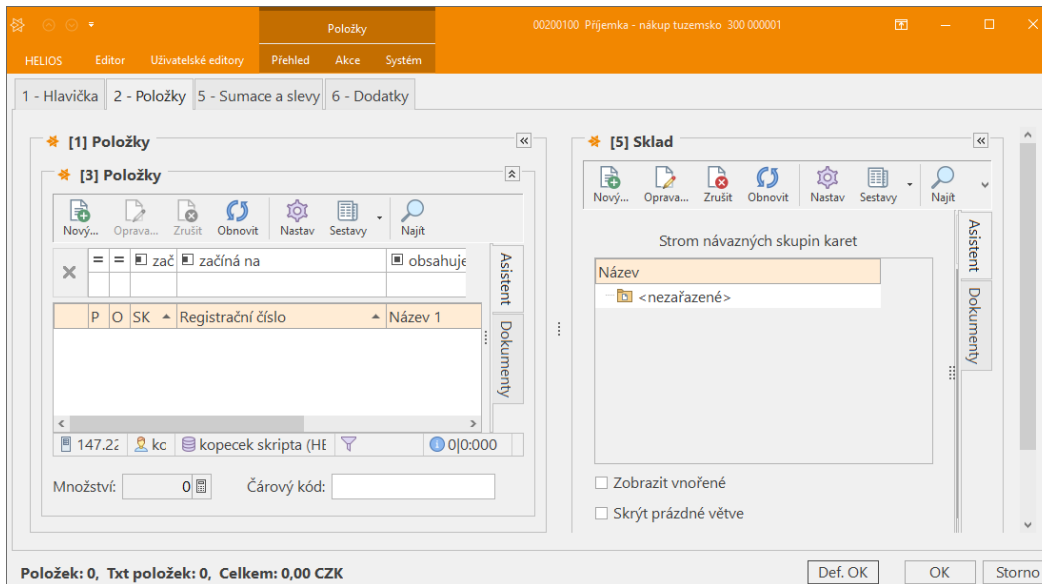 Položky
00200100 Příjemka - nákup tuzemsko 300 000001
HELIOS Editor Uživatelské editory Přehled Akce Systém
1 - Hlavička 2 - Položky 5 - Sumace a slevy 6 - Dodatky
[1] Položky
[3] Položky
Nový... Oprava... Zrušit Obnovit Nastav Sestavy Najít
= = zač začíná na obsahuje
P O SK Registrační číslo Název 1
147.22 kc kopecek skripta (HE 0|0:000
Množství: 0 Čárový kód:
Asistent
Dokumenty
[5] Sklad
Nový... Oprava... Zrušit Obnovit Nastav Sestavy Najít
Strom návazných skupin karet
Název
<nezařazené>
Zobrazit vnořené
Skrýt prázdné větve
Asistent
Dokumenty
Položek: 0, Txt položek: 0, Celkem: 0,00 CZK
Def. OK OK Storno